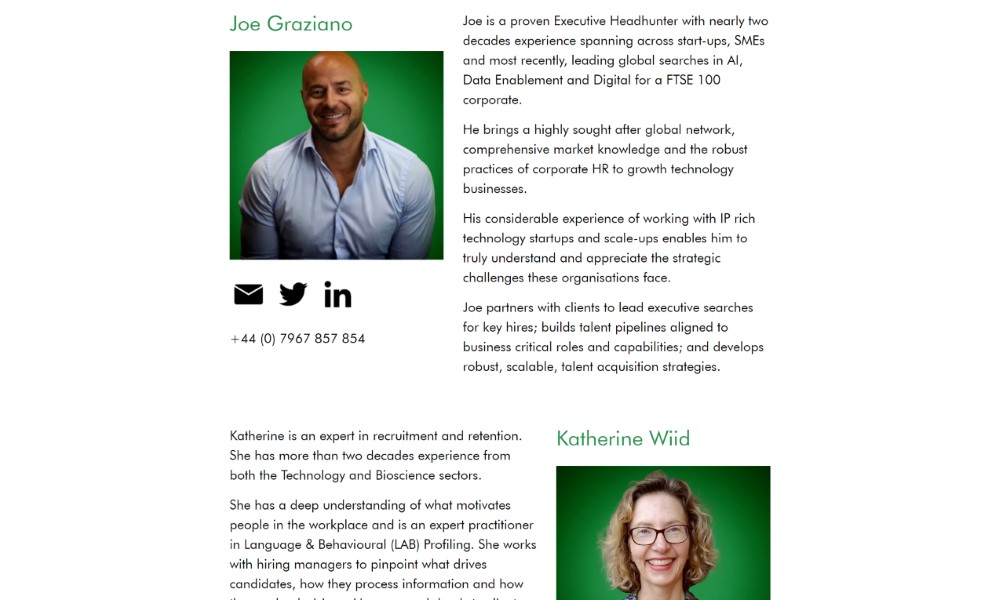 Joe Graziano
Joe is a proven Executive Headhunter with nearly two
decades experience spanning across start-ups, SMEs
and most recently, leading global searches in AI,
Data Enablement and Digital for a FTSE 100
corporate.
He brings a highly sought after global network,
comprehensive market knowledge and the robust
practices of corporate HR to growth technology
businesses.
His considerable experience of working with IP rich
technology startups and scale-ups enables him to
truly understand and appreciate the strategic
challenges these organisations face.
Joe partners with clients to lead executive searches
for key hires; builds talent pipelines aligned to
business critical roles and capabilities; and develops
robust, scalable, talent acquisition strategies.
in
+44 (0) 7967 857 854
Katherine is an expert in recruitment and retention.
She has more than two decades experience from
both the Technology and Bioscience sectors.
She has a deep understanding of what motivates
people in the workplace and is an expert practitioner
in Language & Behavioural (LAB) Profiling. She works
with hiring managers to pinpoint what drives
candidates, how they process information and how
Katherine Wiid